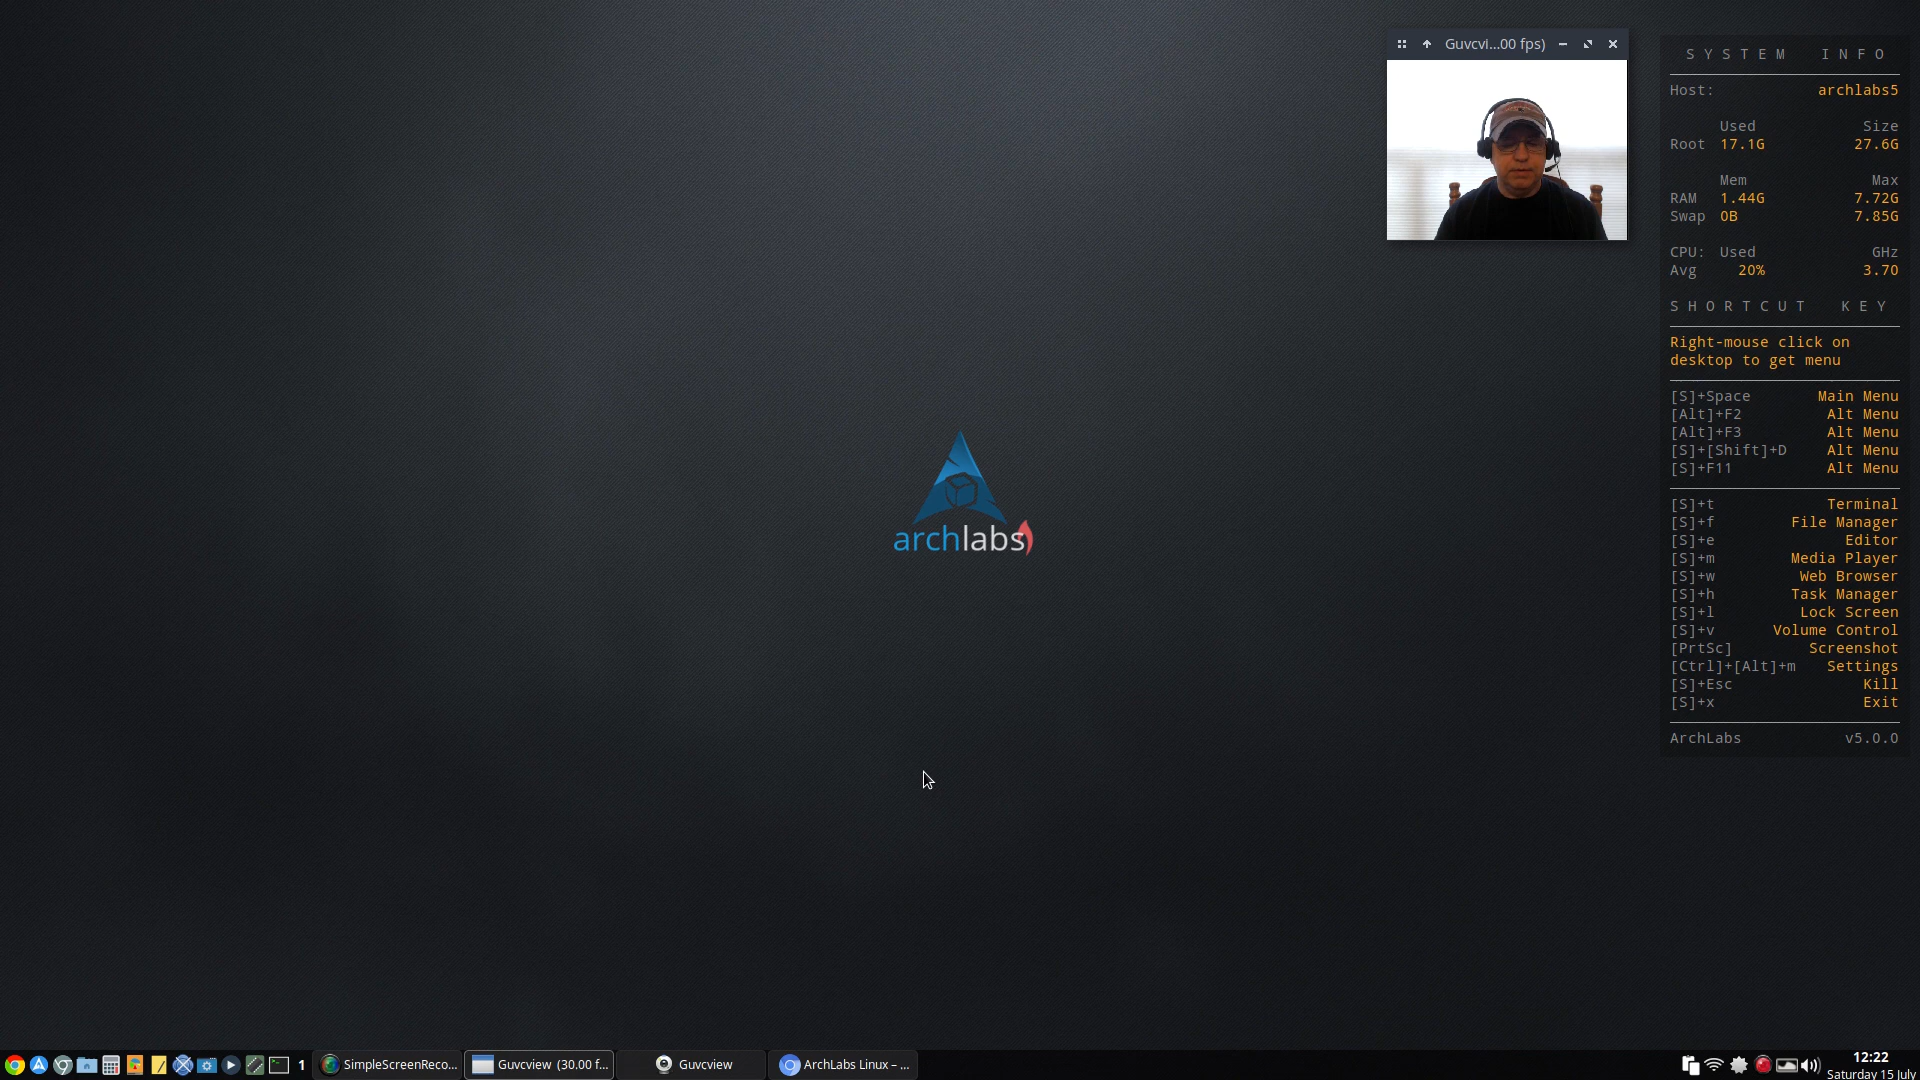 Guvcvi...00 fps)
SYSTEM INFO
Host: archlabs5
Used Size
Root 17.1G 27.6G
Mem Max
RAM 1.44G 7.72G
Swap 0B 7.85G
CPU: Used GHz
Avg 20% 3.70
SHORTCUT KEY
Right-mouse click on
desktop to get menu
[S]+Space Main Menu
[Alt]+F2 Alt Menu
[Alt]+F3 Alt Menu
[S]+[Shift]+D Alt Menu
[S]+F11 Alt Menu
[S]+t Terminal
[S]+f File Manager
[S]+e Editor
[S]+m Media Player
[S]+w Web Browser
[S]+h Task Manager
[S]+l Lock Screen
[S]+v Volume Control
[PrtSc] Screenshot
[Ctrl]+[Alt]+m Settings
[S]+Esc Kill
[S]+x Exit
ArchLabs v5.0.0
archlabs
1 SimpleScreenReco... Guvcview (30.00 f... Guvcview ArchLabs Linux – ...
12:22
Saturday 15 July